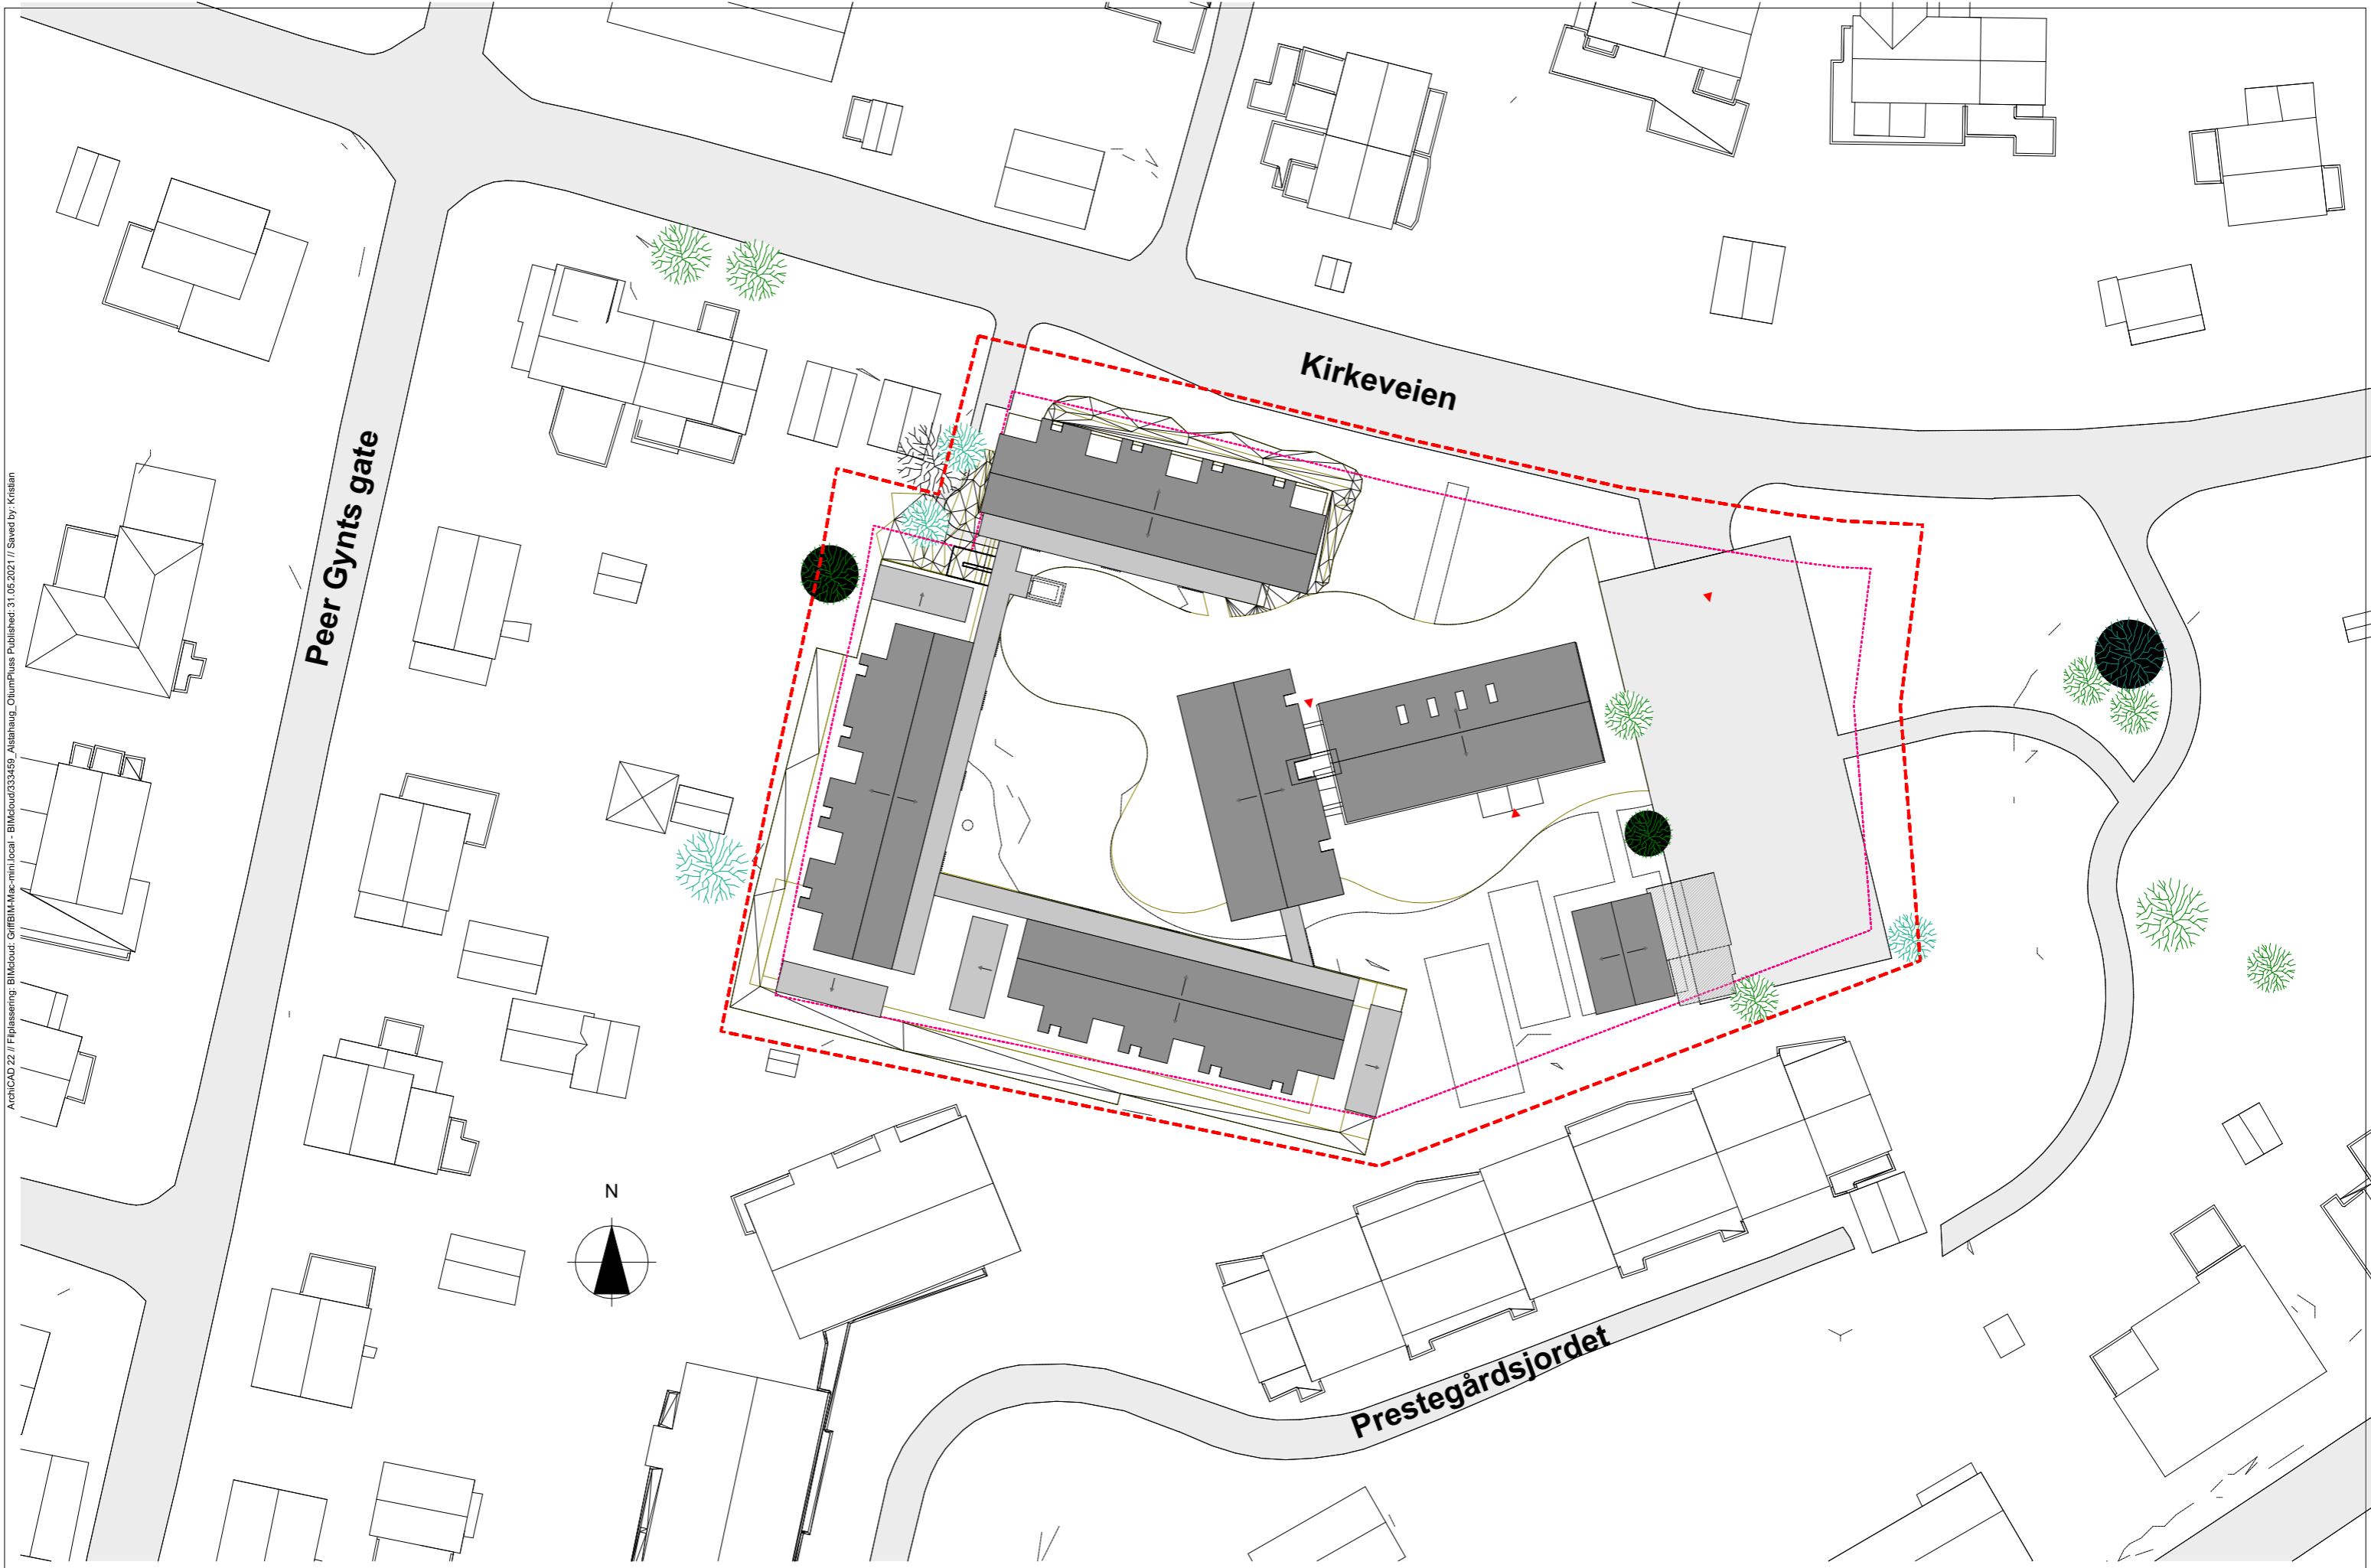 Kirkeveien
Peer Gynts gate
ArchiCAD 22 // Filplassering: BIMcloud: GriffBIM-Mac-mini.local - BIMcloud/333459_Alstahaug_OtiumPluss Published: 31.05.2021 // Saved by: Kristian
N
Prestegårdsjordet